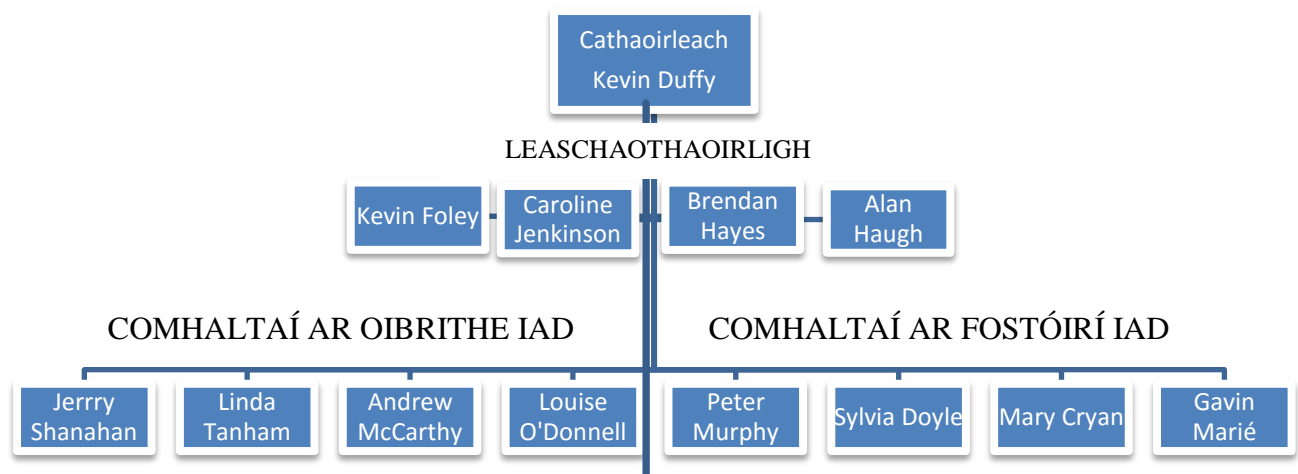 Cathaoirleach
Kevin Duffy
LEASCHAOTHAOIRLIGH
Kevin Foley
Caroline
Jenkinson
Brendan
Hayes
Alan
Haugh
COMHALTAÍ AR OIBRITHE IAD
COMHALTAÍ AR FOSTÓIRÍ IAD
Jerrry
Shanahan
Linda
Tanham
Andrew
McCarthy
Louise
O'Donnell
Peter
Murphy
Sylvia Doyle
Mary Cryan
Gavin
Marié